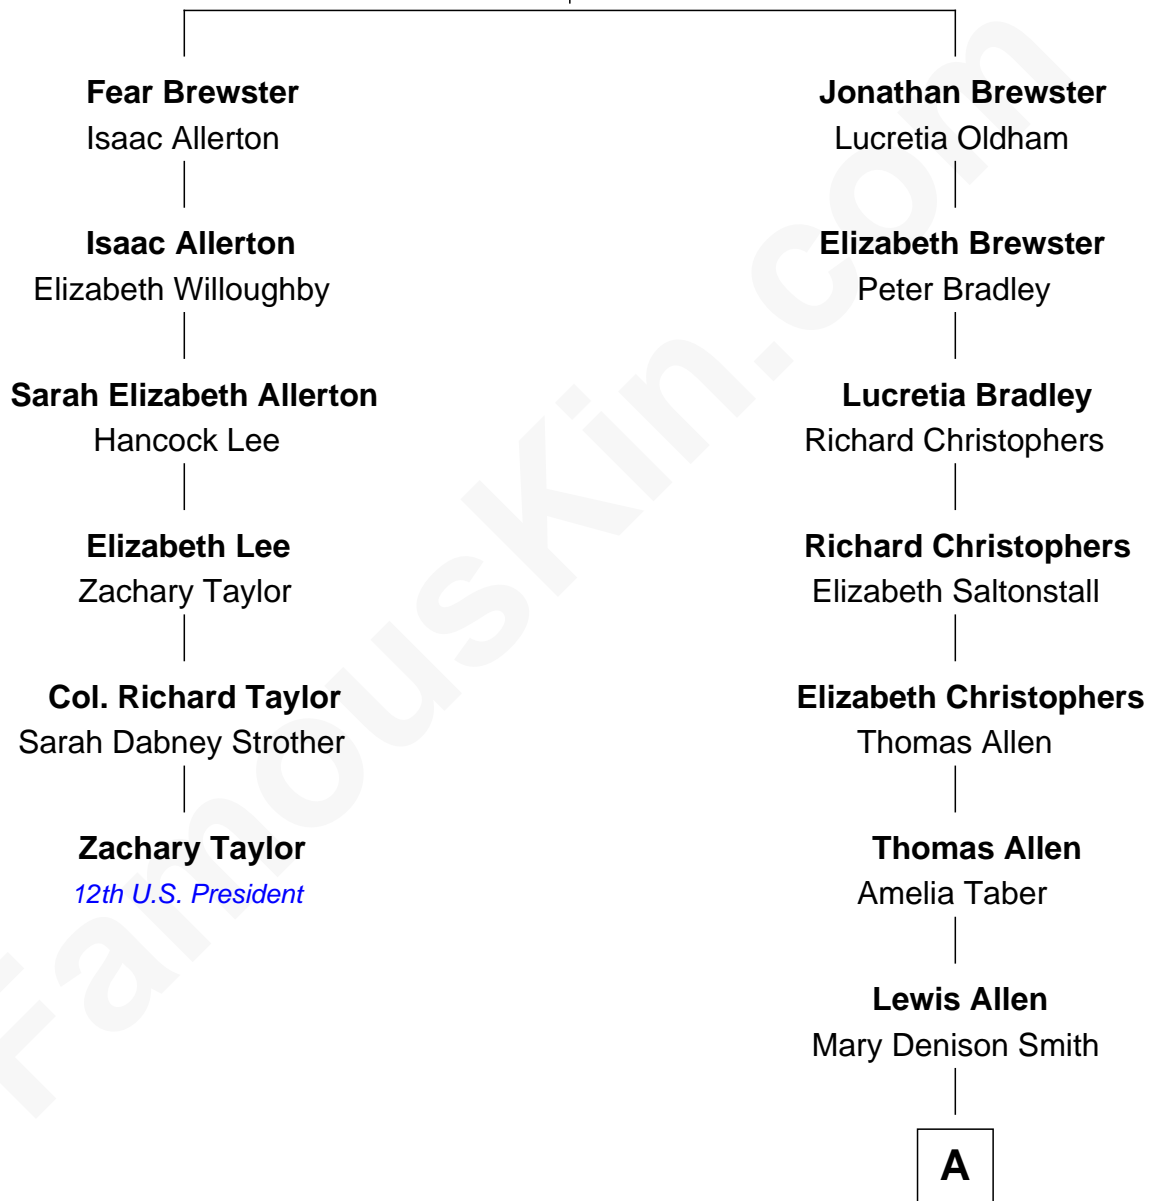 Fear Brewster
Isaac Allerton
Isaac Allerton
Elizabeth Willoughby
Sarah Elizabeth Allerton
Hancock Lee
Elizabeth Lee
Zachary Taylor
Col. Richard Taylor
Sarah Dabney Strother
Zachary Taylor
12th U.S. President
Jonathan Brewster
Lucretia Oldham
Elizabeth Brewster
Peter Bradley
Lucretia Bradley
Richard Christophers
Richard Christophers
Elizabeth Saltonstall
Elizabeth Christophers
Thomas Allen
Thomas Allen
Amelia Taber
Lewis Allen
Mary Denison Smith
A
FamousKin.com